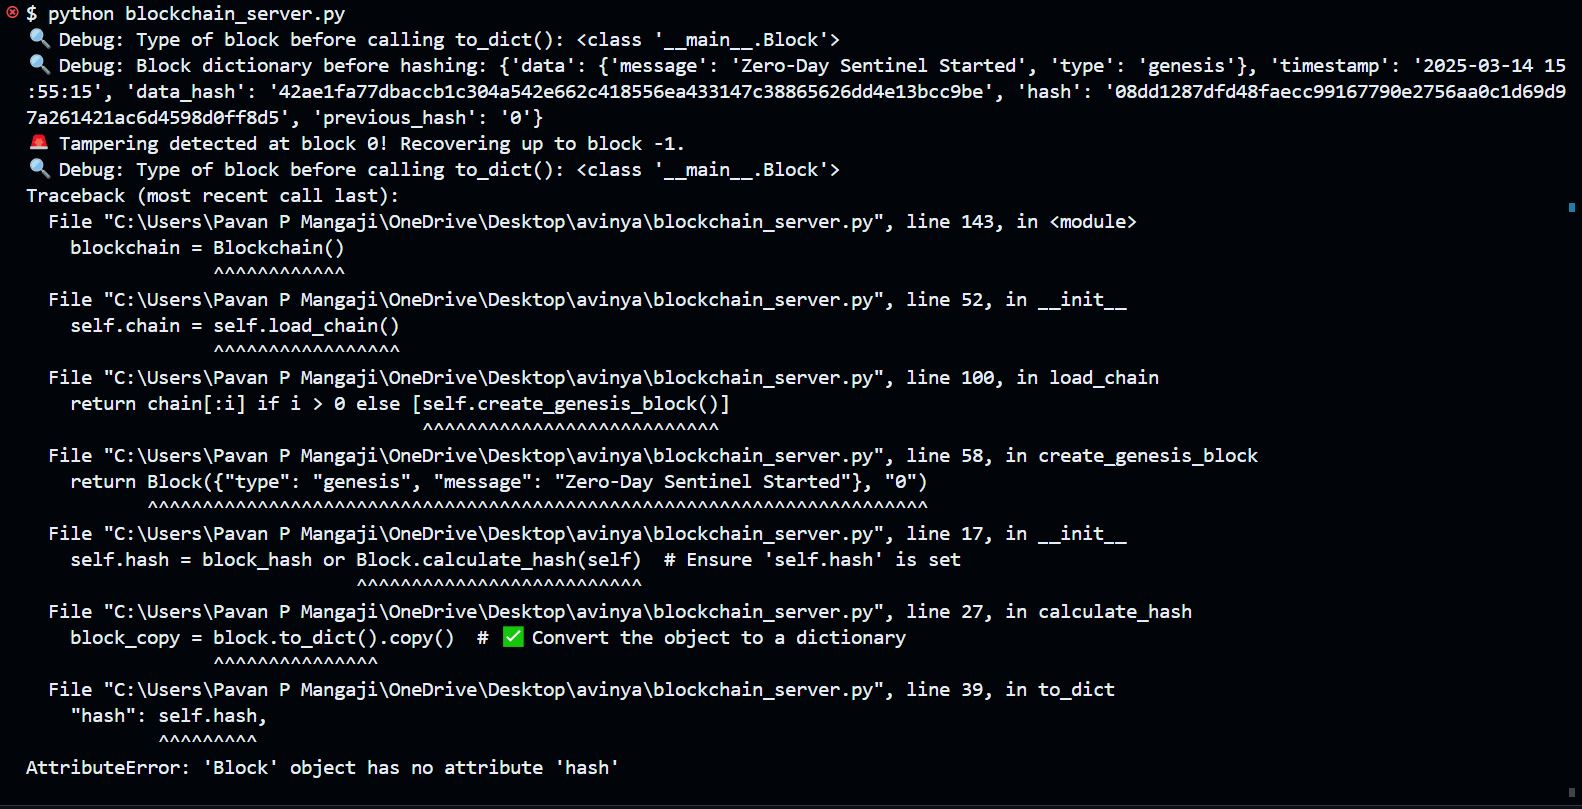 $ python blockchain_server.py
🔍 Debug: Type of block before calling to_dict(): <class '__main__.Block'>
🔍 Debug: Block dictionary before hashing: {'data': {'message': 'Zero-Day Sentinel Started', 'type': 'genesis'}, 'timestamp': '2025-03-14 15
:55:15', 'data_hash': '42ae1fa77dbaccb1c304a542e662c418556ea433147c38865626dd4e13bcc9be', 'hash': '08dd1287dfd48faecc99167790e2756aa0c1d69d9
7a261421ac6d4598d0ff8d5', 'previous_hash': '0'}
🚨 Tampering detected at block 0! Recovering up to block -1.
🔍 Debug: Type of block before calling to_dict(): <class '__main__.Block'>
Traceback (most recent call last):
  File "C:\Users\Pavan P Mangaji\OneDrive\Desktop\avinya\blockchain_server.py", line 143, in <module>
    blockchain = Blockchain()
                 ^^^^^^^^^^^^
  File "C:\Users\Pavan P Mangaji\OneDrive\Desktop\avinya\blockchain_server.py", line 52, in __init__
    self.chain = self.load_chain()
                 ^^^^^^^^^^^^^^^^^
  File "C:\Users\Pavan P Mangaji\OneDrive\Desktop\avinya\blockchain_server.py", line 100, in load_chain
    return chain[:i] if i > 0 else [self.create_genesis_block()]
                                    ^^^^^^^^^^^^^^^^^^^^^^^^^^^
  File "C:\Users\Pavan P Mangaji\OneDrive\Desktop\avinya\blockchain_server.py", line 58, in create_genesis_block
    return Block({"type": "genesis", "message": "Zero-Day Sentinel Started"}, "0")
           ^^^^^^^^^^^^^^^^^^^^^^^^^^^^^^^^^^^^^^^^^^^^^^^^^^^^^^^^^^^^^^^^^^^^^^^
  File "C:\Users\Pavan P Mangaji\OneDrive\Desktop\avinya\blockchain_server.py", line 17, in __init__
    self.hash = block_hash or Block.calculate_hash(self)  # Ensure 'self.hash' is set
                              ^^^^^^^^^^^^^^^^^^^^^^^^^^
  File "C:\Users\Pavan P Mangaji\OneDrive\Desktop\avinya\blockchain_server.py", line 27, in calculate_hash
    block_copy = block.to_dict().copy()  # ✅ Convert the object to a dictionary
                 ^^^^^^^^^^^^^^^
  File "C:\Users\Pavan P Mangaji\OneDrive\Desktop\avinya\blockchain_server.py", line 39, in to_dict
    "hash": self.hash,
            ^^^^^^^^^
AttributeError: 'Block' object has no attribute 'hash'